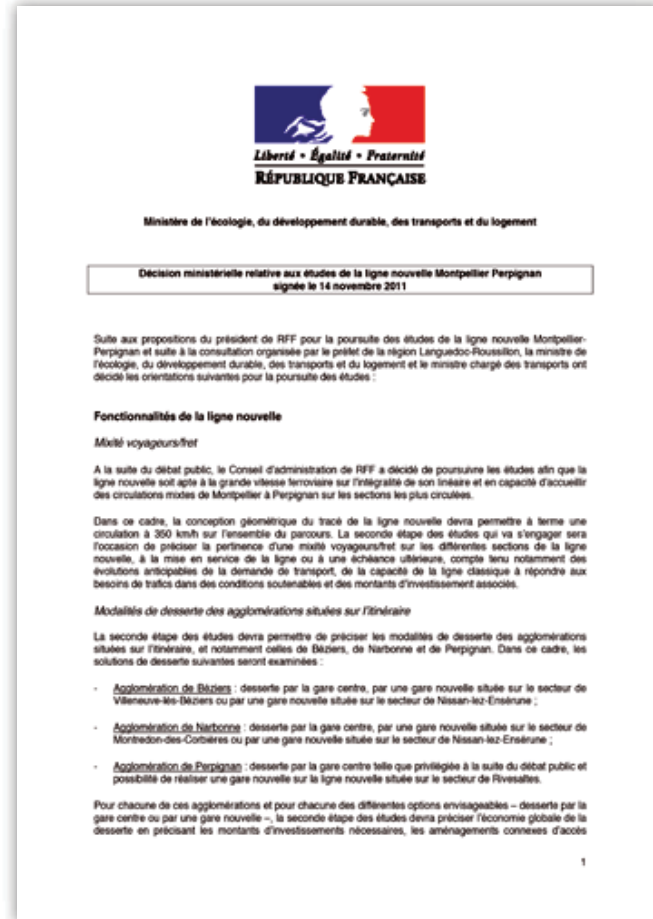 Liberté • Égalité • Fraternité
RÉPUBLIQUE FRANÇAISE
Ministère de l'écologie, du développement durable, des transports et du logement
Décision ministérielle relative aux études de la ligne nouvelle Montpellier Perpignan
signée le 14 novembre 2011
Suite aux propositions du président de RFF pour la poursuite des études de la ligne nouvelle Montpellier-
Perpignan et suite à la consultation organisée par le préfet de la région Languedoc-Roussillon, la ministre de
l'écologie, du développement durable, des transports et du logement et le ministre chargé des transports ont
décidé les orientations suivantes pour la poursuite des études :
Fonctionnalités de la ligne nouvelle
Mixité voyageurs/fret
A la suite du débat public, le Conseil d'administration de RFF a décidé de poursuivre les études afin que la
ligne nouvelle soit apte à la grande vitesse ferroviaire sur l'intégralité de son linéaire et en capacité d'accueillir
des circulations mixtes de Montpellier à Perpignan sur les sections les plus circulées.
Dans ce cadre, la conception géométrique du tracé de la ligne nouvelle devra permettre à terme une
circulation à 350 km/h sur l'ensemble du parcours. La seconde étape des études qui va s'engager sera
l'occasion de préciser la pertinence d'une mixité voyageurs/fret sur les différentes sections de la ligne
nouvelle, à la mise en service de la ligne ou à une échéance ultérieure, compte tenu notamment des
évolutions anticipables de la demande de transport, de la capacité de la ligne classique à répondre aux
besoins de trafics dans des conditions soutenables et des montants d'investissement associés.
Modalités de desserte des agglomérations situées sur l'itinéraire
La seconde étape des études devra permettre de préciser les modalités de desserte des agglomérations
situées sur l'itinéraire, et notamment celles de Béziers, de Narbonne et de Perpignan. Dans ce cadre, les
solutions de desserte suivantes seront examinées :
- Agglomération de Béziers : desserte par la gare centre, par une gare nouvelle située sur le secteur de
Villeneuve-lès-Béziers ou par une gare nouvelle située sur le secteur de Nissan-lez-Ensérune ;
- Agglomération de Narbonne : desserte par la gare centre, par une gare nouvelle située sur le secteur de
Montredon-des-Corbières ou par une gare nouvelle située sur le secteur de Nissan-lez-Ensérune ;
- Agglomération de Perpignan : desserte par la gare centre telle que privilégiée à la suite du débat public et
possibilité de réaliser une gare nouvelle sur la ligne nouvelle située sur le secteur de Rivesaltes.
Pour chacune de ces agglomérations et pour chacune des différentes options envisageables – desserte par la
gare centre ou par une gare nouvelle –, la seconde étape des études devra préciser l'économie globale de la
desserte en précisant les montants d'investissements nécessaires, les aménagements connexes d'accès
1